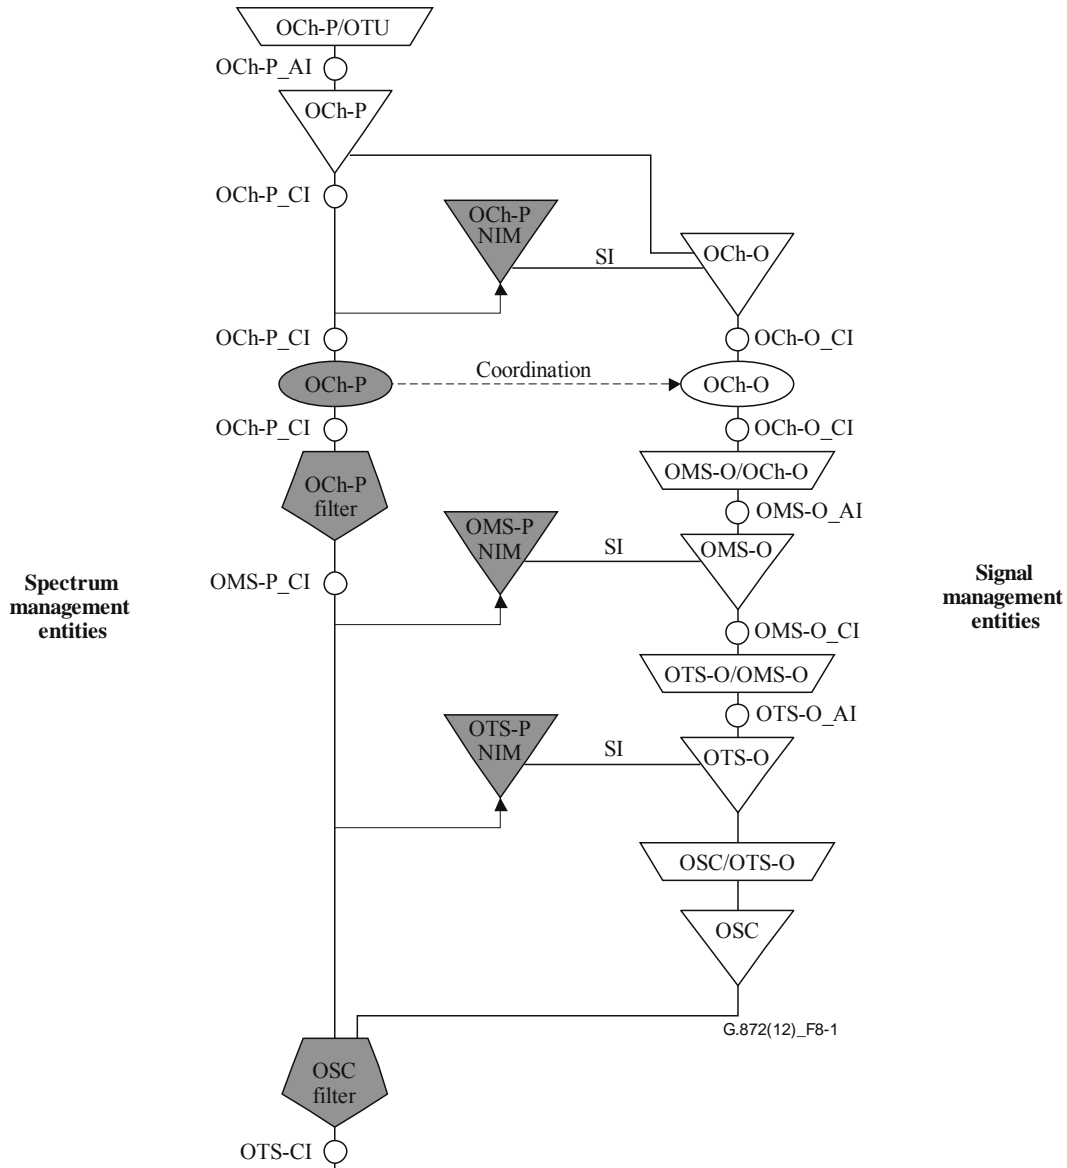 OCh-P/OTU
OCh-P_AI
OCh-P
OCh-P_CI
OCh-P
NIM
SI
OCh-O
OCh-P_CI
OCh-O_CI
OCh-P
Coordination
OCh-O
OCh-P_CI
OCh-O_CI
OCh-P
filter
OMS-O/OCh-O
OMS-O_AI
OMS-P
NIM
SI
OMS-O
OMS-P_CI
Spectrum
management
entities
Signal
management
entities
OMS-O_CI
OTS-O/OMS-O
OTS-O_AI
OTS-P
NIM
SI
OTS-O
OSC/OTS-O
OSC
G.872(12)_F8-1
OSC
filter
OTS-CI